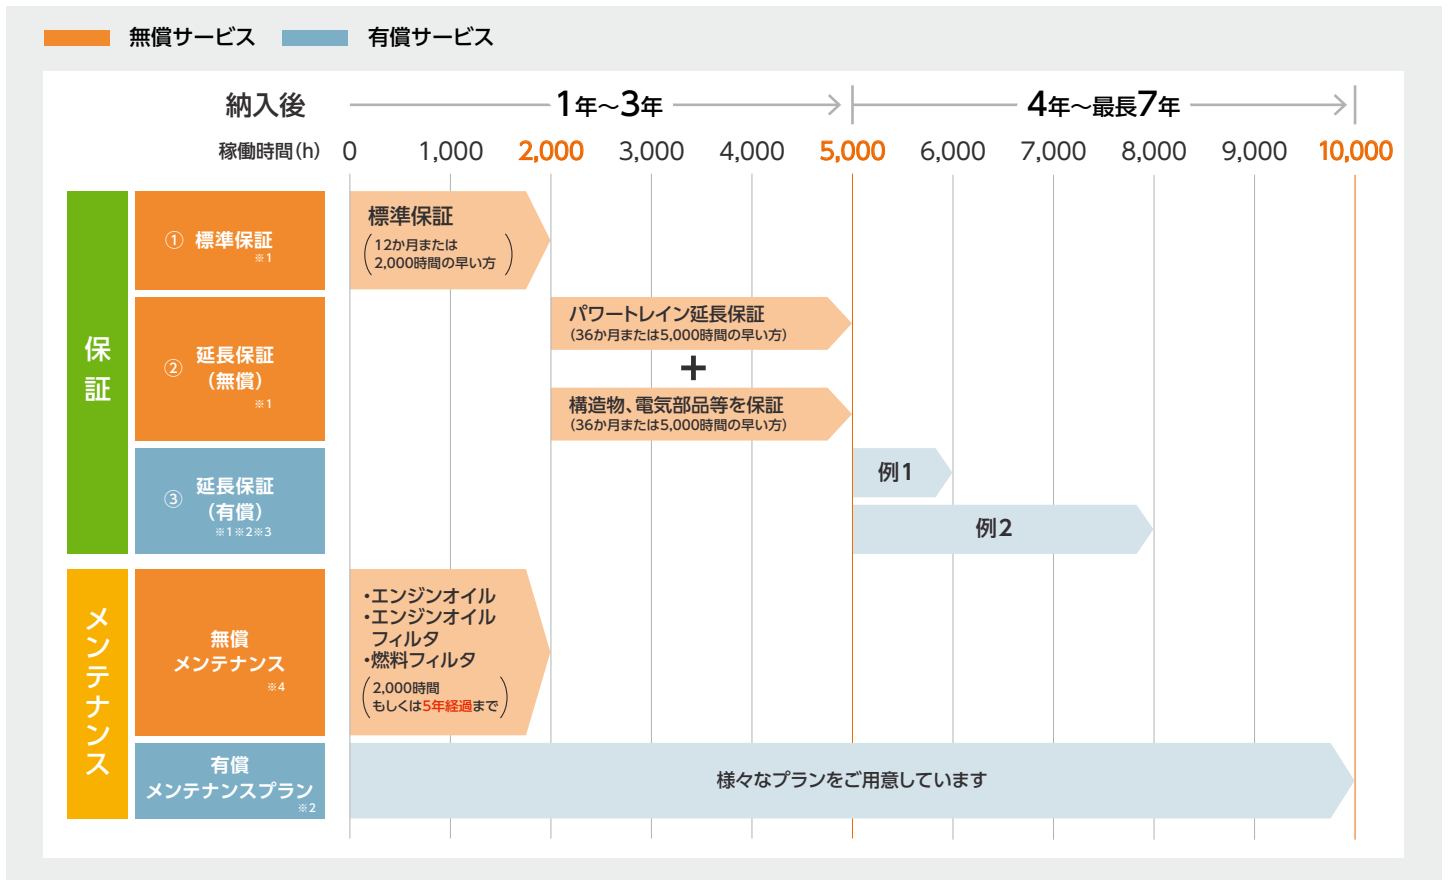 無償サービス
有償サービス
納入後
1年～3年
4年～最長7年
稼働時間(h)
0
1,000
2,000
3,000
4,000
5,000
6,000
7,000
8,000
9,000
10,000
保証
① 標準保証
※1
標準保証
(12か月または
2,000時間の早い方)
② 延長保証
(無償)
※1
パワートレイン延長保証
(36か月または5,000時間の早い方)
+
構造物、電気部品等を保証
(36か月または5,000時間の早い方)
③ 延長保証
(有償)
※1※2※3
例1
例2
メンテナンス
無償
メンテナンス
※4
・エンジンオイル
・エンジンオイル
フィルタ
・燃料フィルタ
(2,000時間
もしくは5年経過まで)
有償
メンテナンスプラン
※2
様々なプランをご用意しています